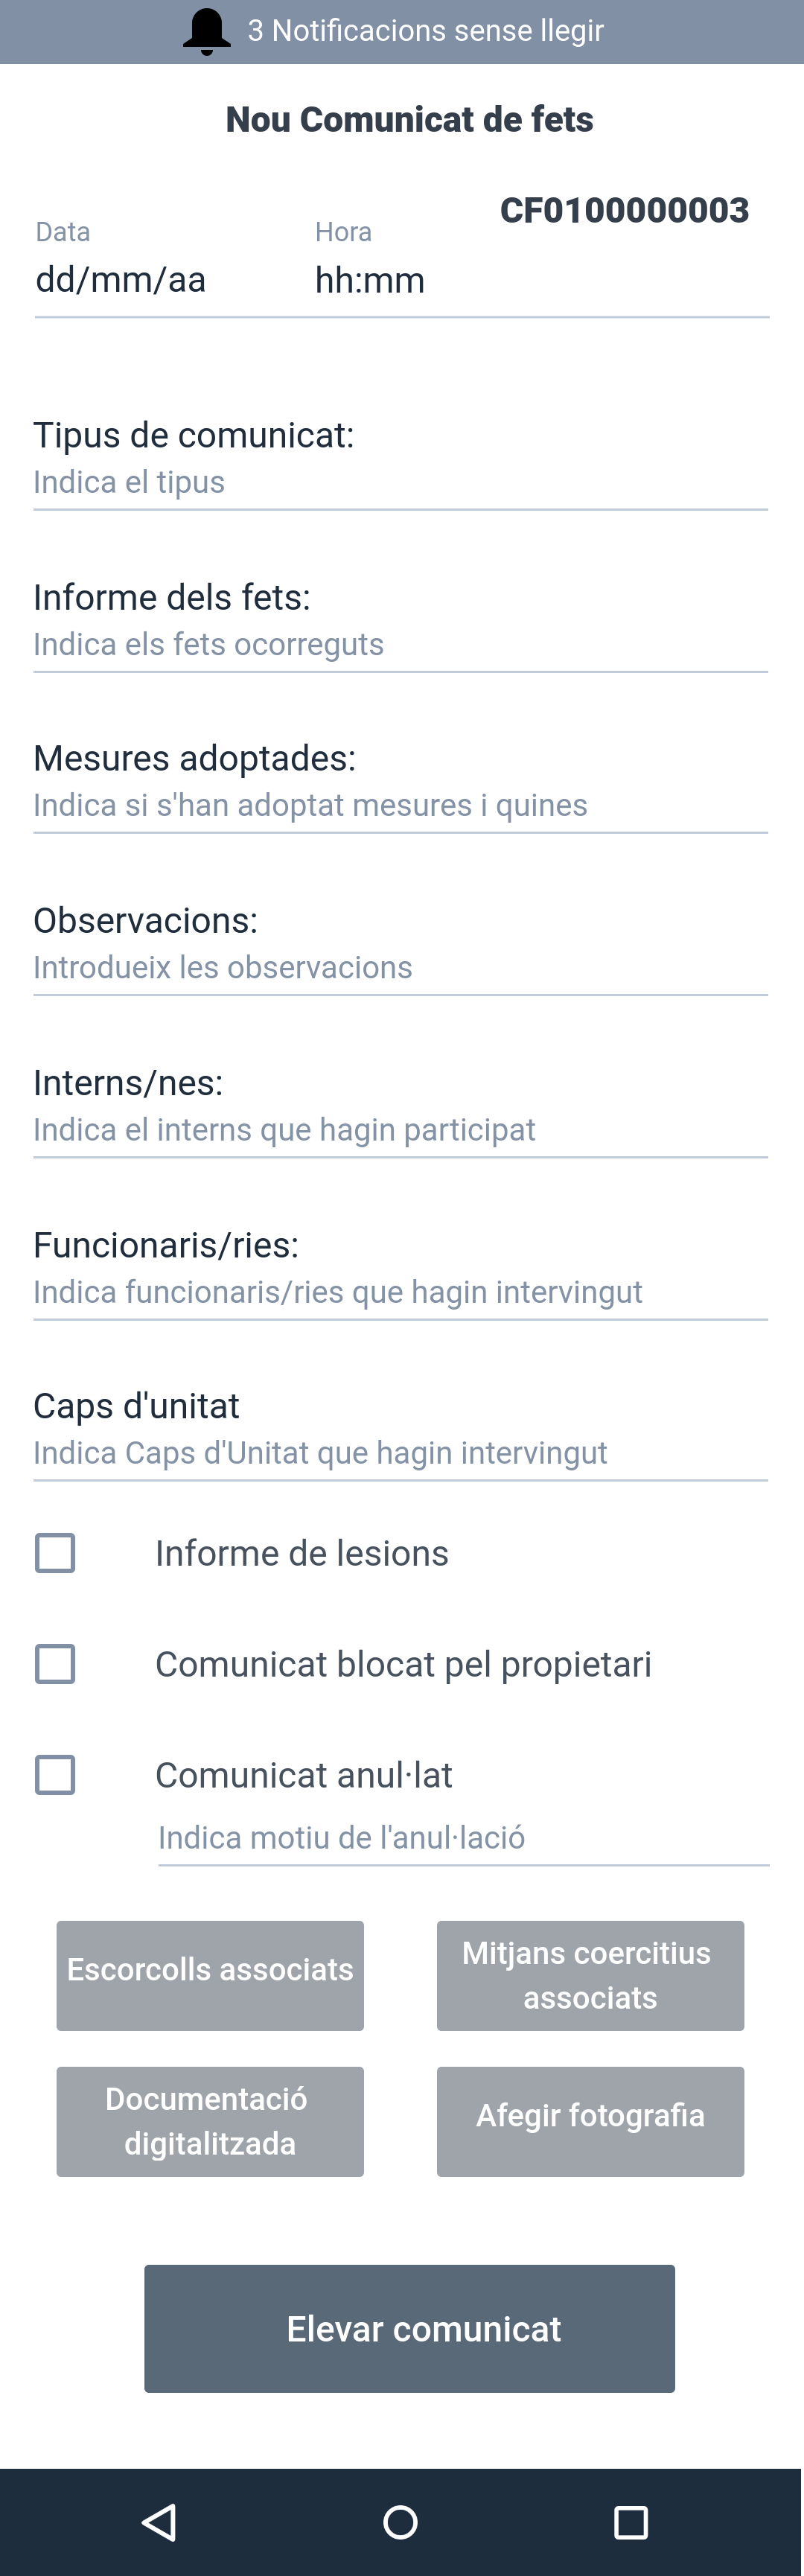 3 Notificacions sense llegir
Nou Comunicat de fets
CF0100000003
Data
Hora
dd/mm/aa
hh:mm
Tipus de comunicat:
Indica el tipus
Informe dels fets:
Indica els fets ocorreguts
Mesures adoptades:
Indica si s'han adoptat mesures i quines
Observacions:
Introdueix les observacions
Interns/nes:
Indica el interns que hagin participat
Funcionaris/ries:
Indica funcionaris/ries que hagin intervingut
Caps d'unitat
Indica Caps d'Unitat que hagin intervingut
Informe de lesions
Comunicat blocat pel propietari
Comunicat anul·lat
Indica motiu de l'anul·lació
Escorcolls associats
Mitjans coercitius
associats
Documentació
digitalitzada
Afegir fotografia
Elevar comunicat